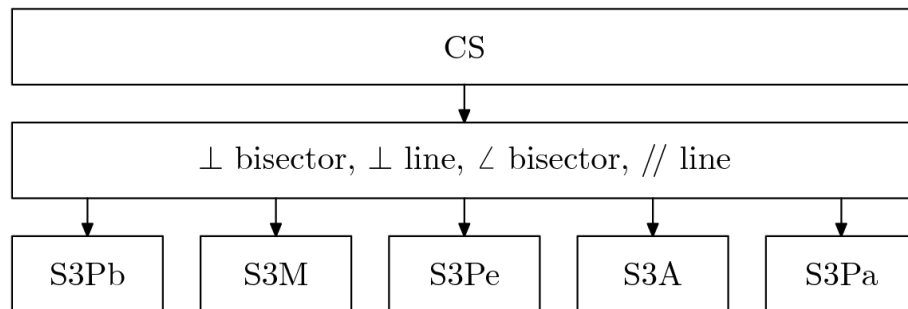 CS
⊥ bisector, ⊥ line, ∠ bisector, // line
S3Pb S3M S3Pe S3A S3Pa